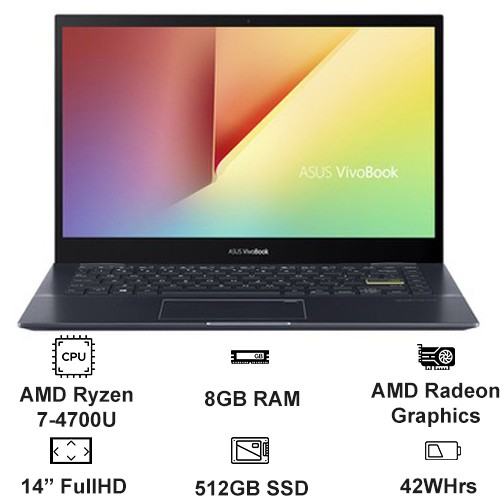 ASUS VivoBook
ASUS VivoBook
CPU
GB
AMD Ryzen
7-4700U
8GB RAM
AMD Radeon
Graphics
14” FullHD
512GB SSD
42WHrs